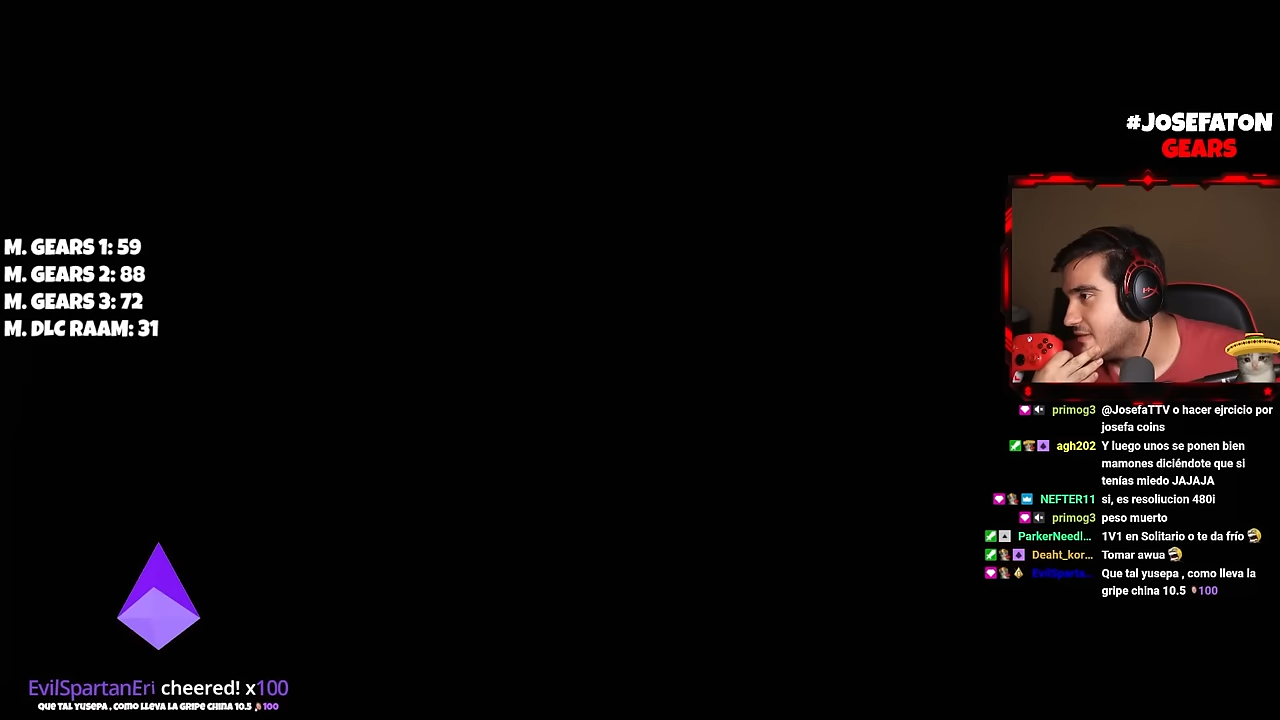 #JOSEFATON
GEARS
M. GEARS 1: 59
M. GEARS 2: 88
M. GEARS 3: 72
M. DLC RAAM: 31
primog3 @JosefaTTV o hacer ejrcicio por
josefa coins
agh202 Y luego unos se ponen bien
mamones diciéndote que si
tenías miedo JAJAJA
NEFTER11 si, es resoliucion 480i
primog3 peso muerto
ParkerNeedl... 1V1 en Solitario o te da frío
Deaht_kor... Tomar awua
EvilSparta... Que tal yusepa , como lleva la
gripe china 10.5 100
EvilSpartanEri cheered! x100
QUE TAL YUSEPA , COMO LLEVA LA GRIPE CHINA 10.5 100